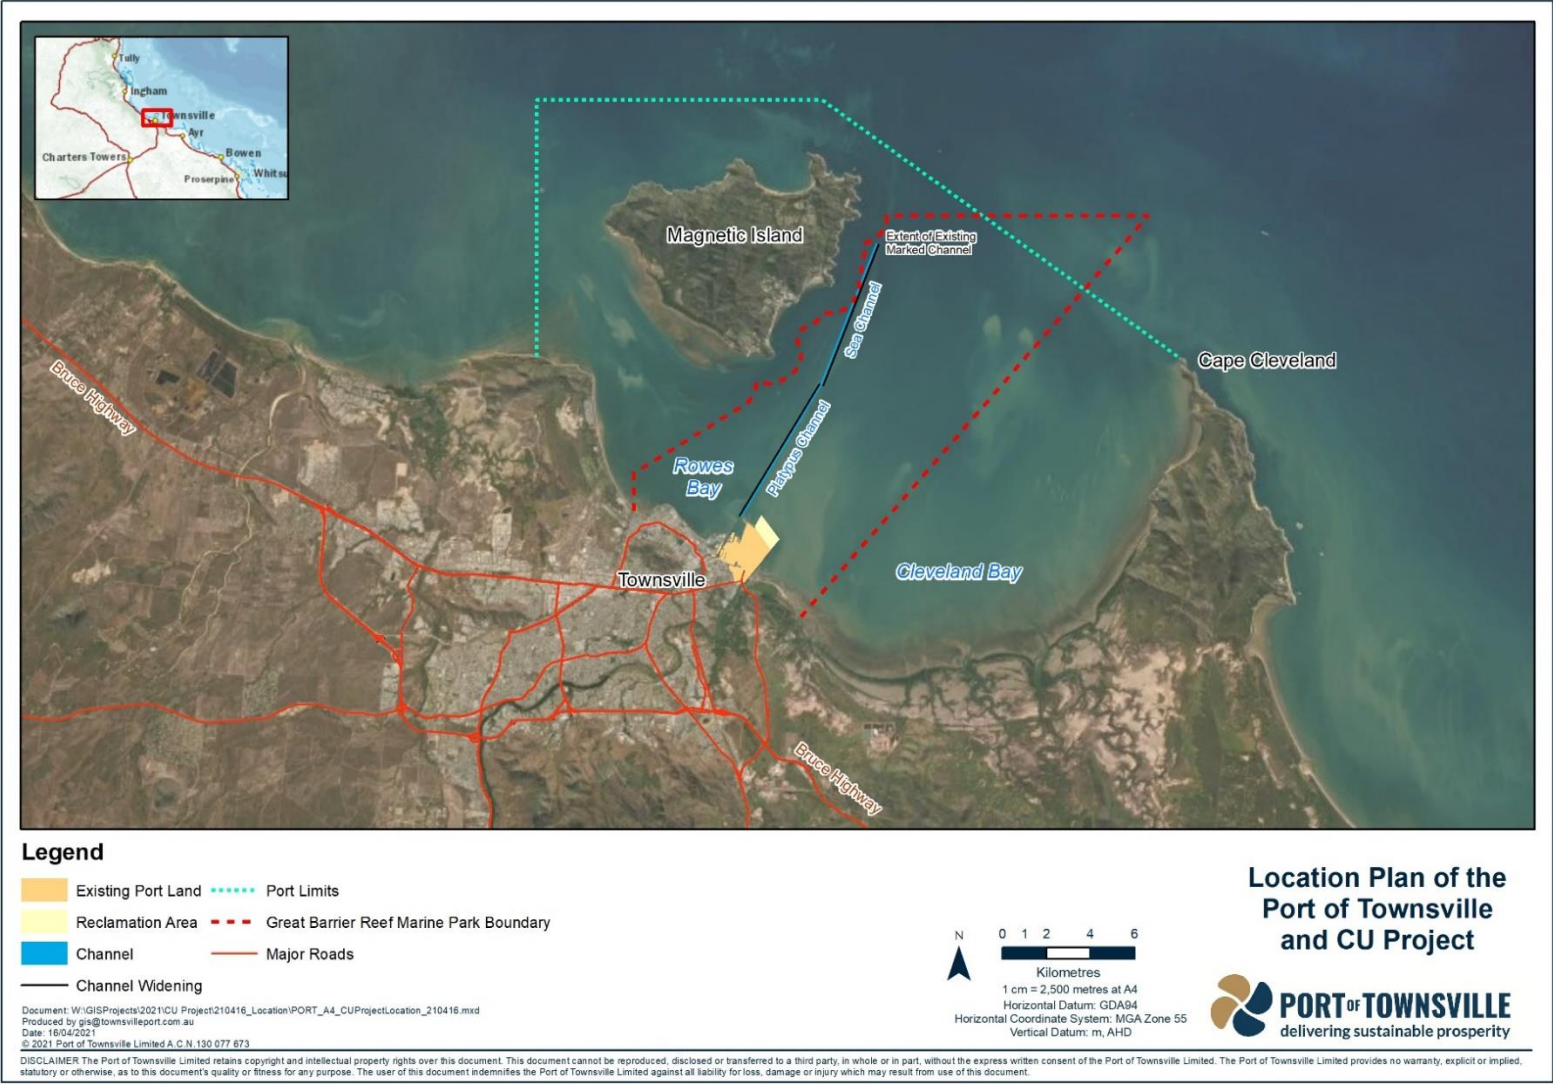 Tully
Ingham
Townsville
Ayr
Charters Towers
Bowen
Proserpine
Whitsu
Magnetic Island
Extent of Existing
Marked Channel
Sea Channel
Cape Cleveland
Bruce Highway
Platypus Channel
Rowes
Bay
Cleveland Bay
Townsville
Bruce Highway
Legend
Existing Port Land
Port Limits
Reclamation Area
Great Barrier Reef Marine Park Boundary
Channel
Major Roads
Channel Widening
Document: W:\GISProjects\2021\CU Project\210416_Location\PORT_A4_CUProjectLocation_210416.mxd
Produced by gis@townsvilleport.com.au
Date: 16/04/2021
© 2021 Port of Townsville Limited A.C.N.130 077 673
N
0 1 2 4 6
Kilometres
1 cm = 2,500 metres at A4
Horizontal Datum: GDA94
Horizontal Coordinate System: MGA Zone 55
Vertical Datum: m, AHD
Location Plan of the
Port of Townsville
and CU Project
PORT OF TOWNSVILLE
delivering sustainable prosperity
DISCLAIMER The Port of Townsville Limited retains copyright and intellectual property rights over this document. This document cannot be reproduced, disclosed or transferred to a third party, in whole or in part, without the express written consent of the Port of Townsville Limited. The Port of Townsville Limited provides no warranty, explicit or implied,
statutory or otherwise, as to this document's quality or fitness for any purpose. The user of this document indemnifies the Port of Townsville Limited against all liability for loss, damage or injury which may result from use of this document.